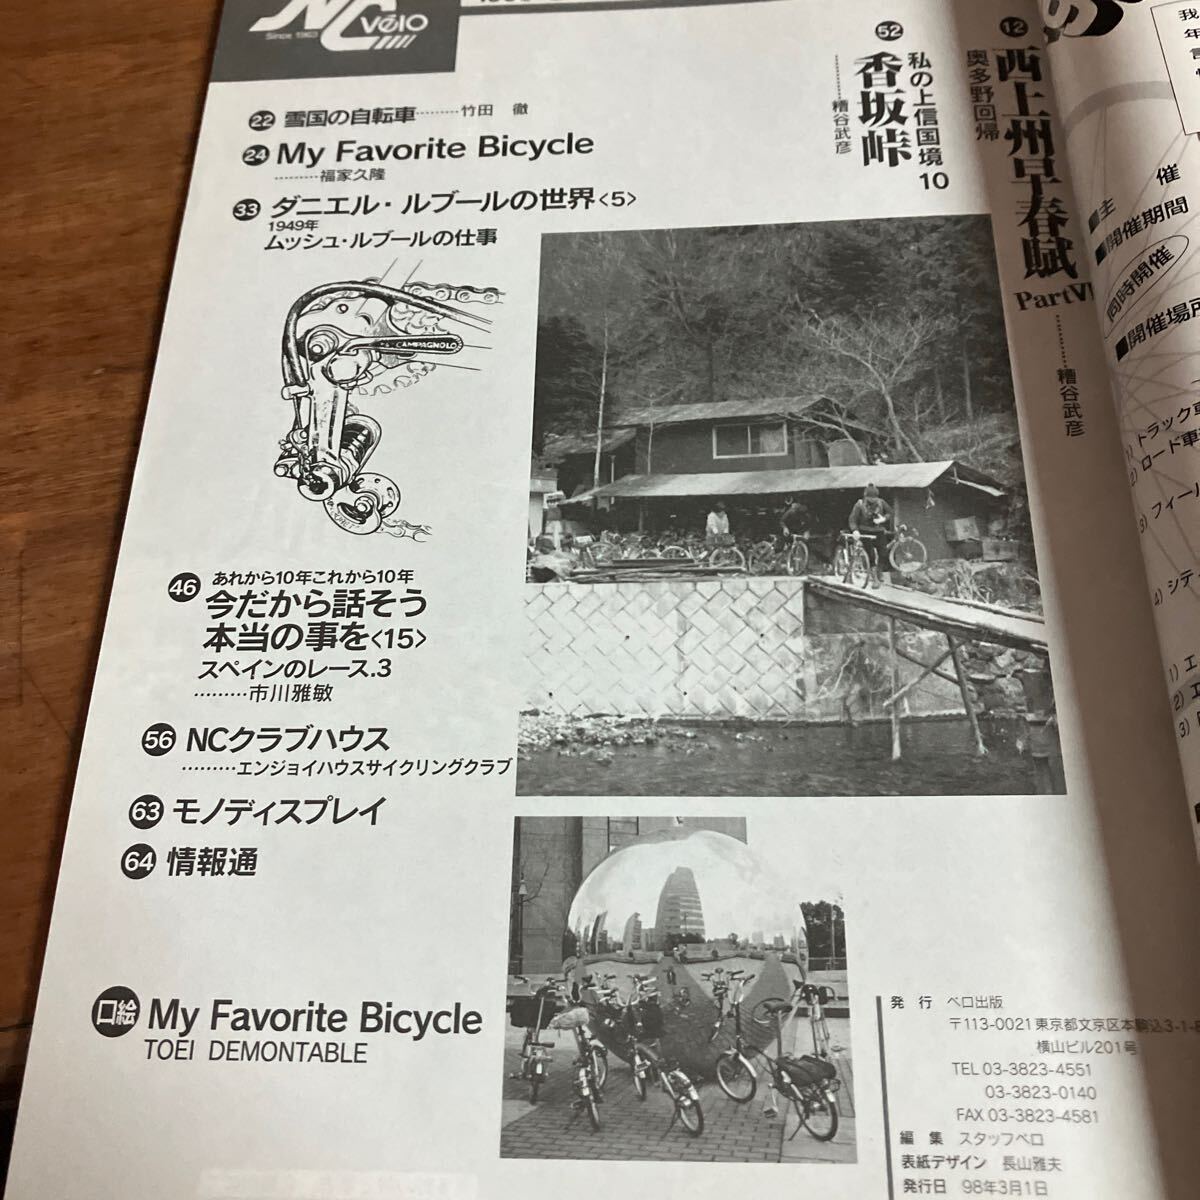 NC VéLO
Since 1963
22 雪国の自転車………竹田 徹
24 My Favorite Bicycle
………福家久隆
33 ダニエル・ルブールの世界<5>
1949年
ムッシュ・ルブールの仕事
CAMPAGNOLO
46 あれから10年これから10年
今だから話そう
本当の事を<15>
スペインのレース.3
………市川雅敏
56 NCクラブハウス
………エンジョイハウスサイクリングクラブ
63 モノディスプレイ
64 情報通
口絵 My Favorite Bicycle
TOEI DEMONTABLE
12 西上州早春賦 PartVI
奥多野回帰
…………糟谷武彦
52 私の上信国境10
香坂峠
…………糟谷武彦
発 行 ベロ出版
〒113-0021 東京都文京区本駒込3-1-
横山ビル201号
TEL 03-3823-4551
03-3823-0140
FAX 03-3823-4581
編 集 スタッフベロ
表紙デザイン 長山雅夫
発行日 98年3月1日
■主 催
■開催期間
同時開催
■開催場所
1) トラック車
2) ロード車
3) フィール
4) シティ
1) エ
2) エ
3)